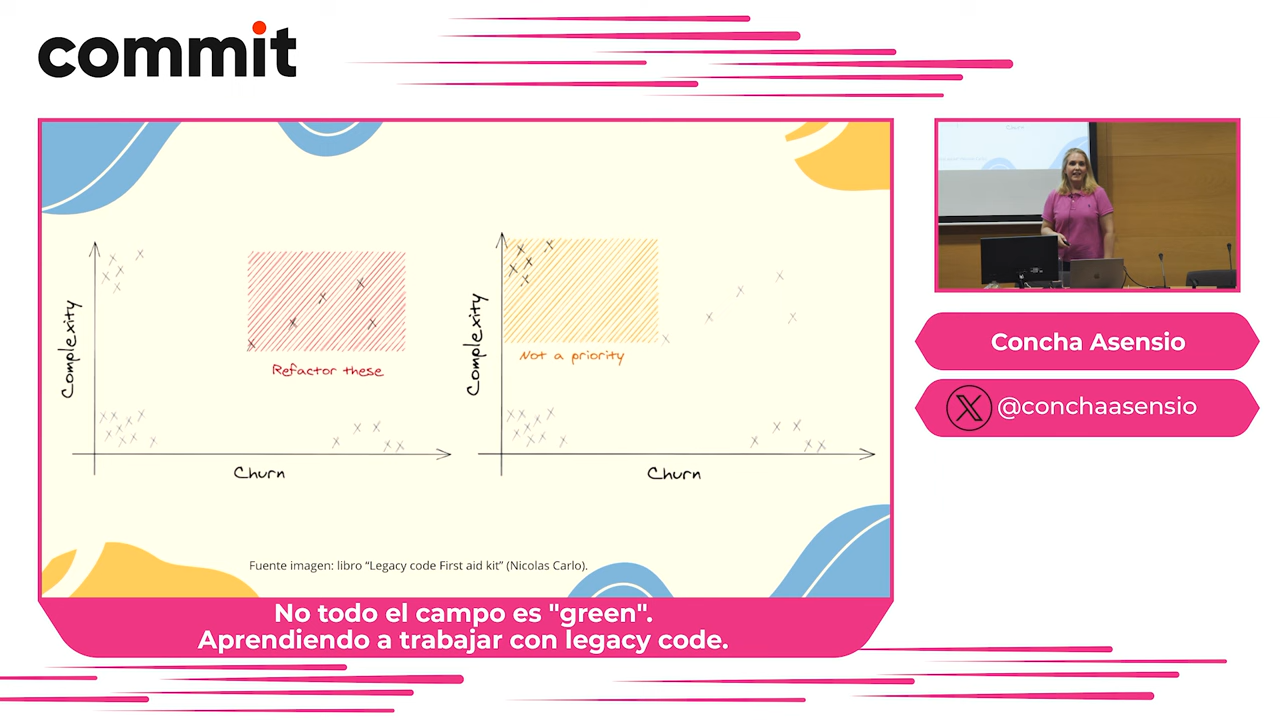 commit
Complexity
Refactor these
Churn
Complexity
Not a priority
Churn
Fuente imagen: libro “Legacy code First aid kit” (Nicolas Carlo).
No todo el campo es "green".
Aprendiendo a trabajar con legacy code.
Churn
Concha Asensio
@conchaasensio